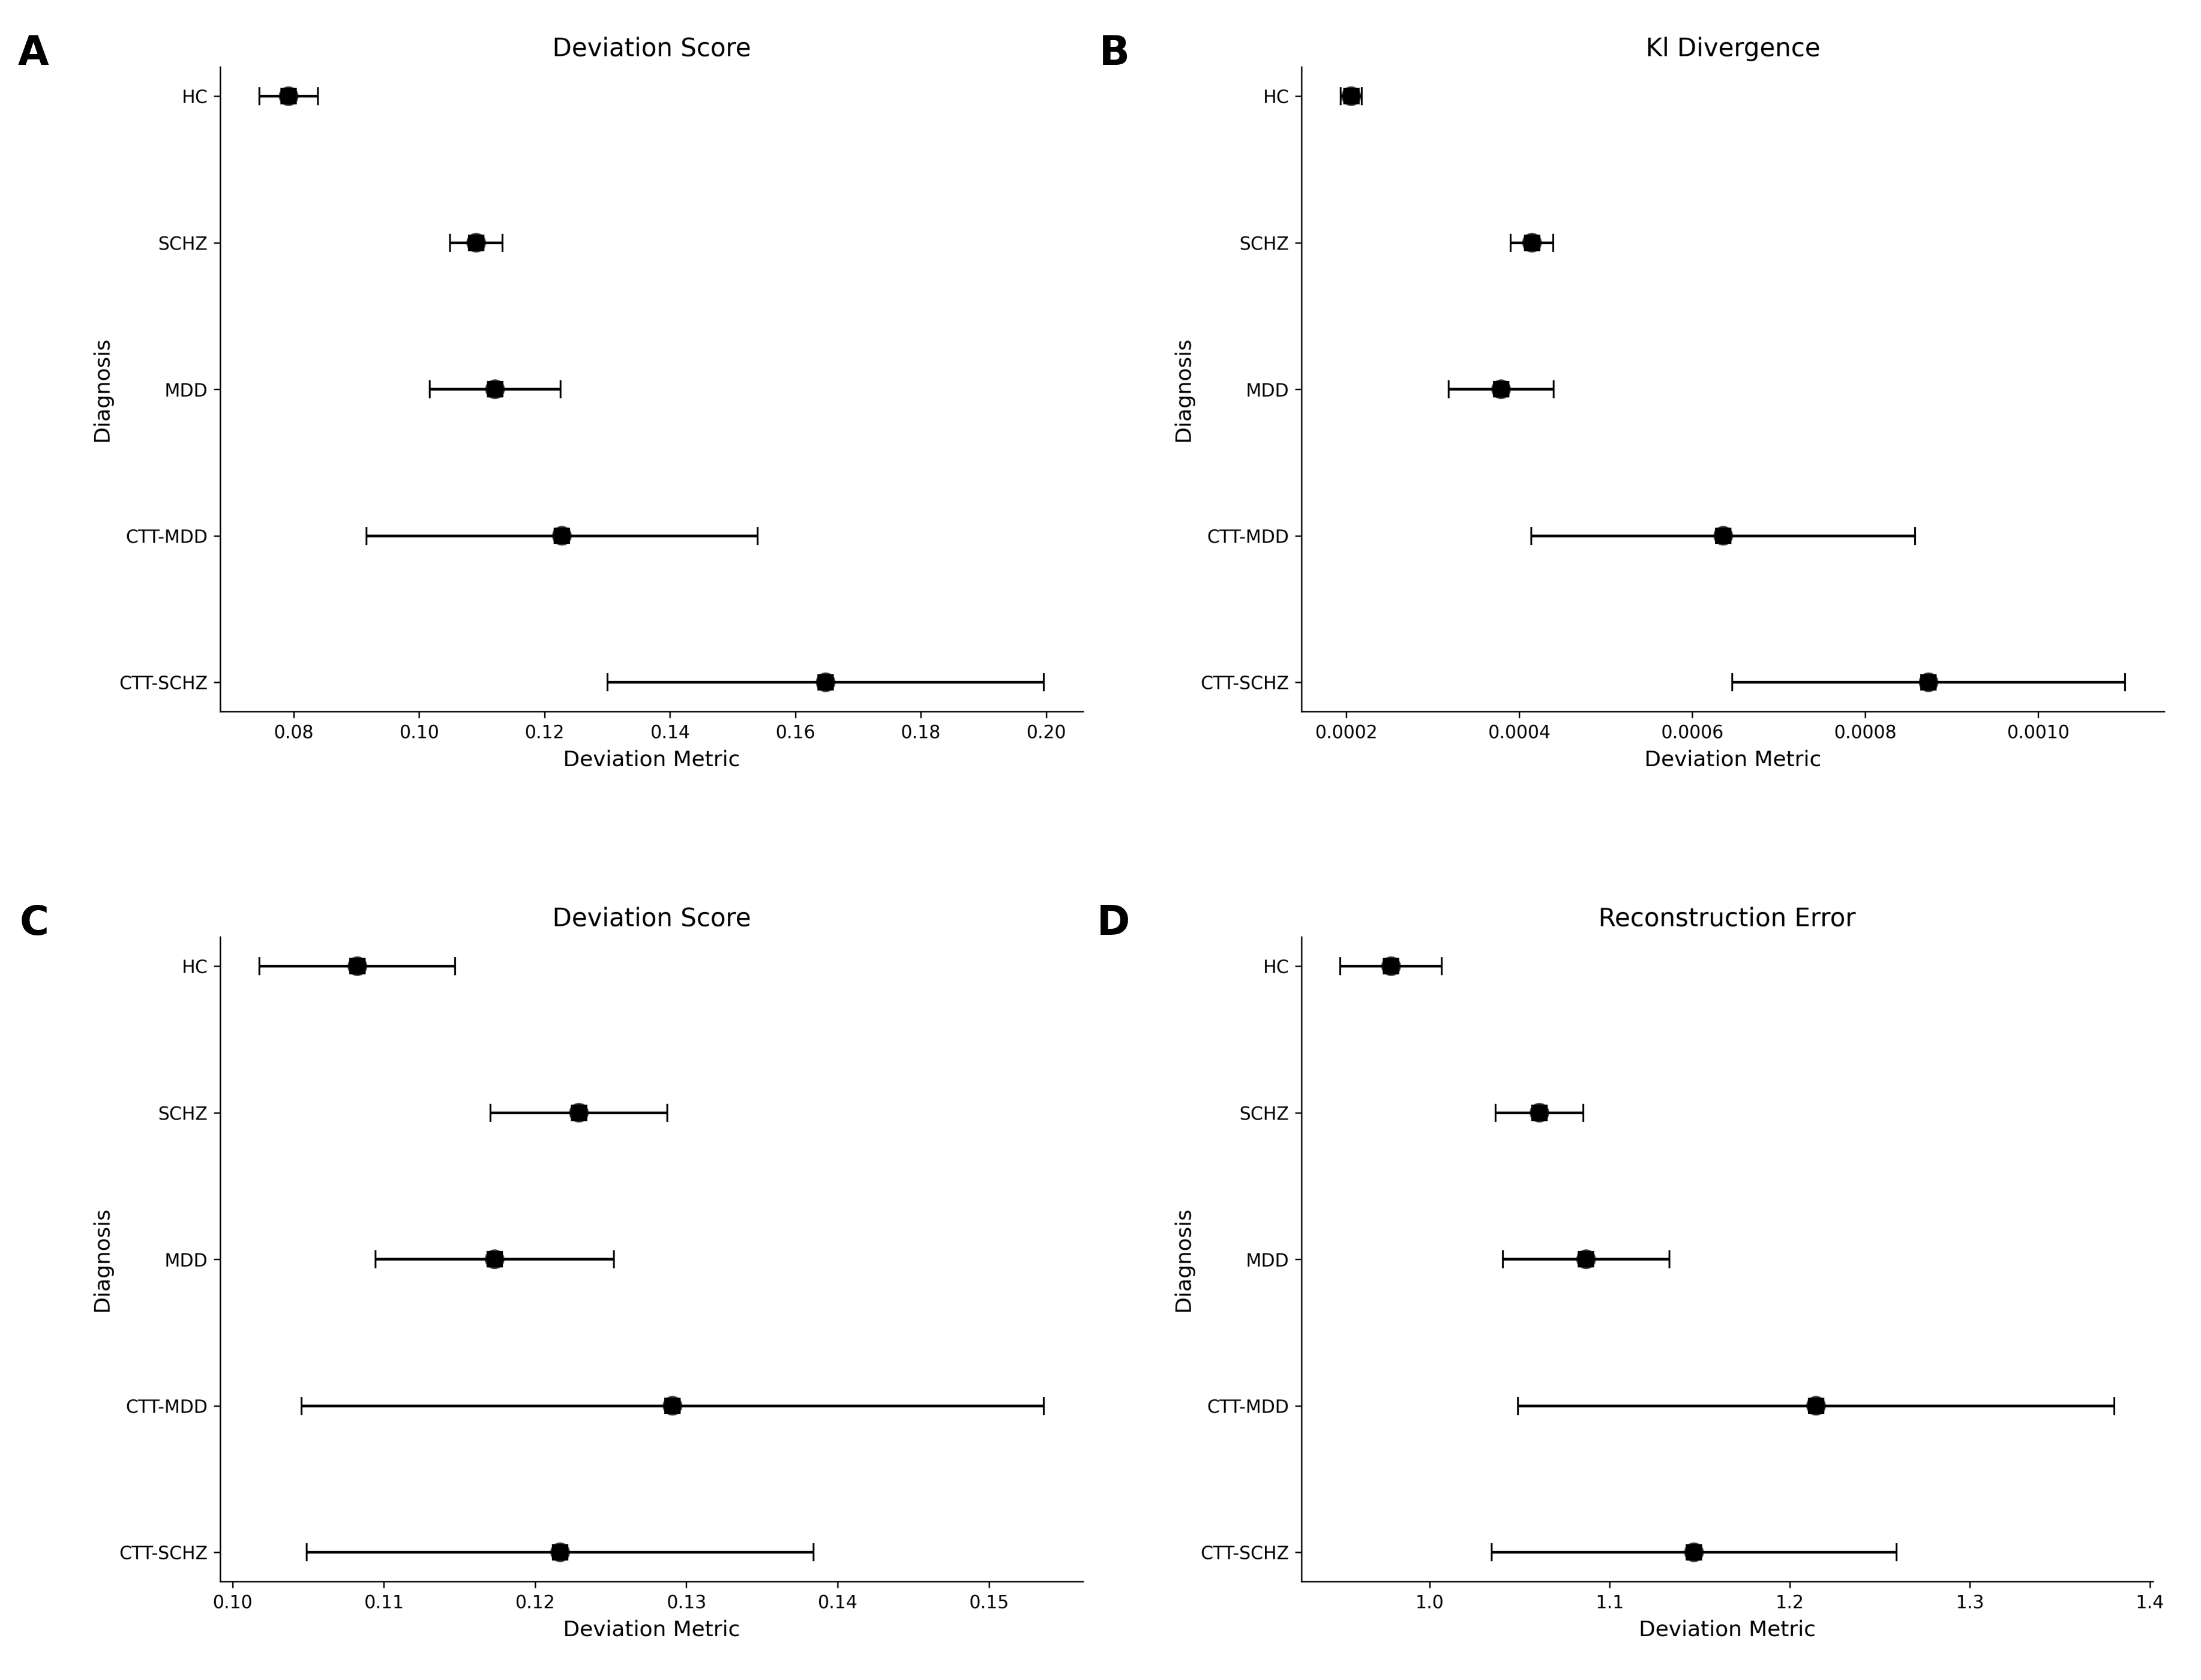 A
Deviation Score
HC
SCHZ
MDD
CTT-MDD
CTT-SCHZ
Diagnosis
0.08 0.10 0.12 0.14 0.16 0.18 0.20
Deviation Metric
B
Kl Divergence
HC
SCHZ
MDD
CTT-MDD
CTT-SCHZ
Diagnosis
0.0002 0.0004 0.0006 0.0008 0.0010
Deviation Metric
C
Deviation Score
HC
SCHZ
MDD
CTT-MDD
CTT-SCHZ
Diagnosis
0.10 0.11 0.12 0.13 0.14 0.15
Deviation Metric
D
Reconstruction Error
HC
SCHZ
MDD
CTT-MDD
CTT-SCHZ
Diagnosis
1.0 1.1 1.2 1.3 1.4
Deviation Metric